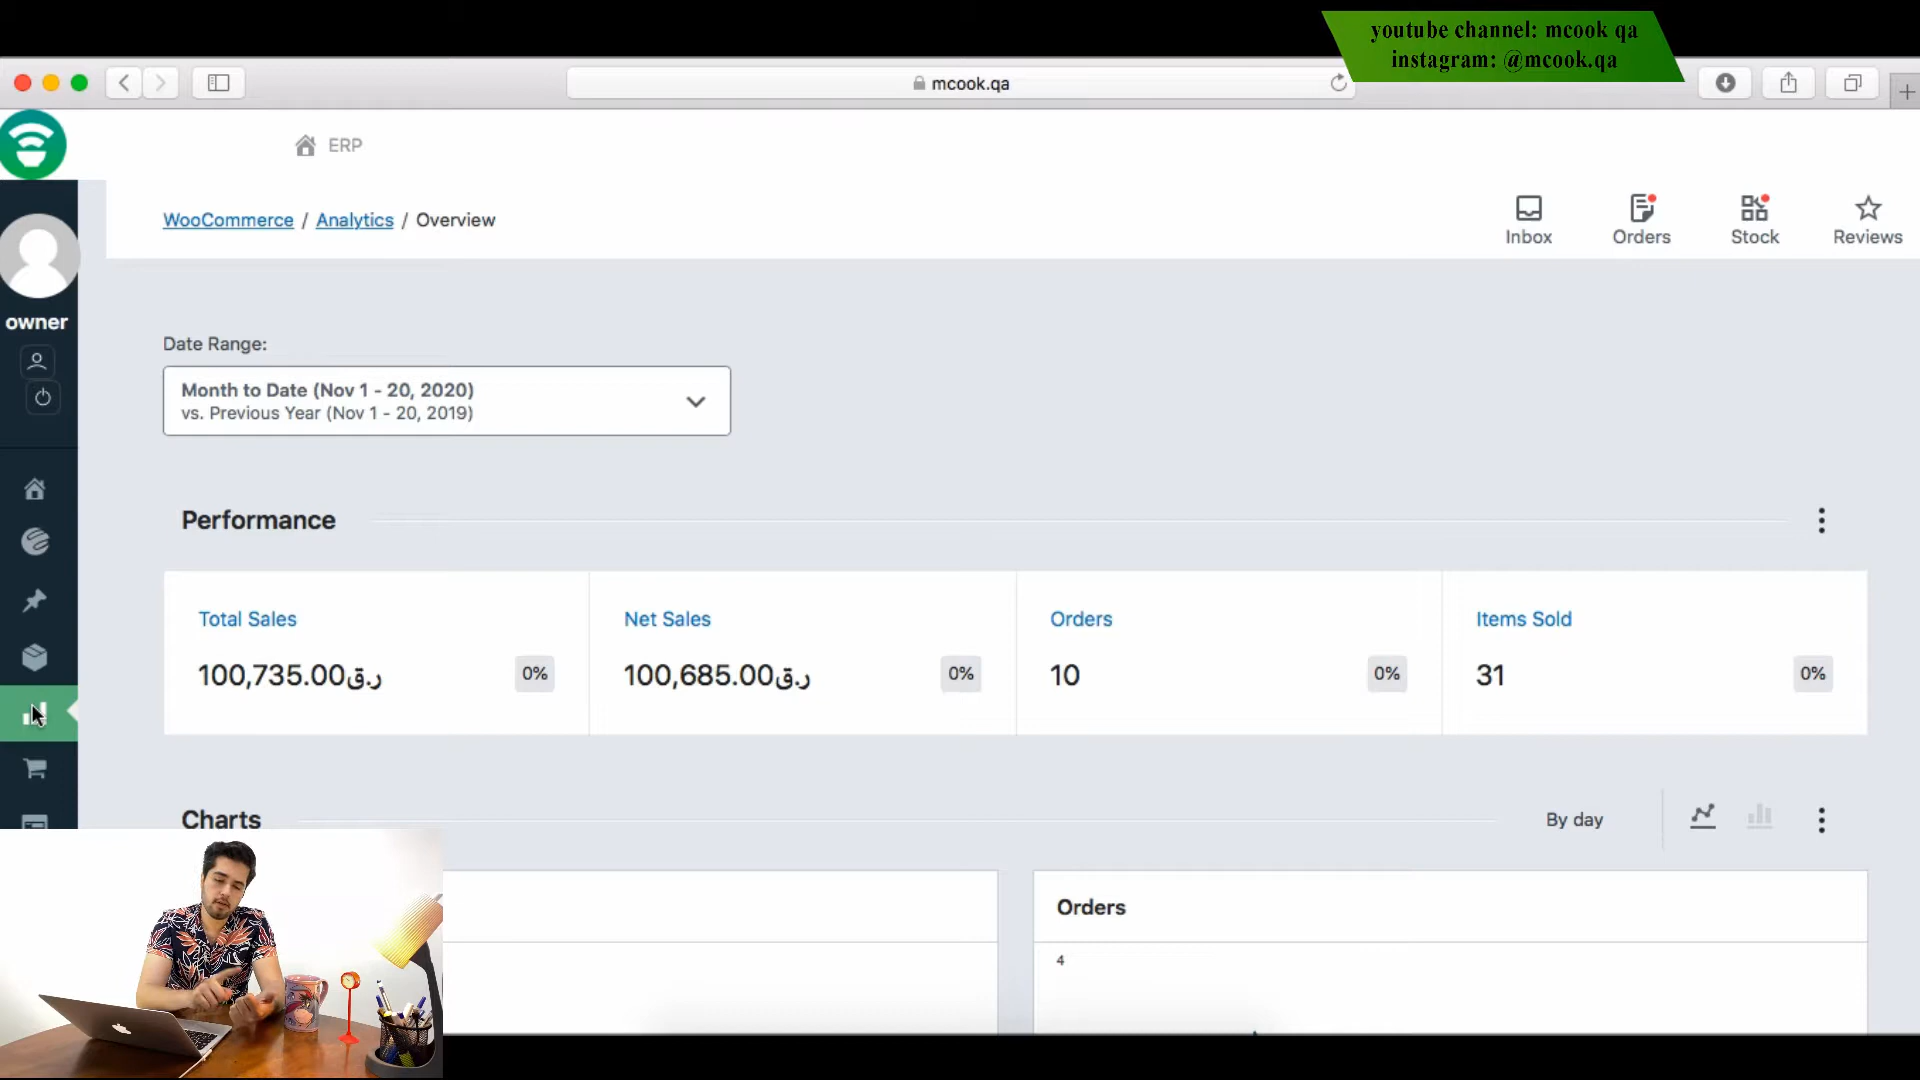 youtube channel: mcook qa
instagram: @mcook.qa
mcook.qa
ERP
WooCommerce / Analytics / Overview
Inbox
Orders
Stock
Reviews
owner
Date Range:
Month to Date (Nov 1 - 20, 2020)
vs. Previous Year (Nov 1 - 20, 2019)
Performance
Total Sales
100,735.00ر.ق
0%
Net Sales
100,685.00ر.ق
0%
Orders
10
0%
Items Sold
31
0%
Charts
By day
Orders
4